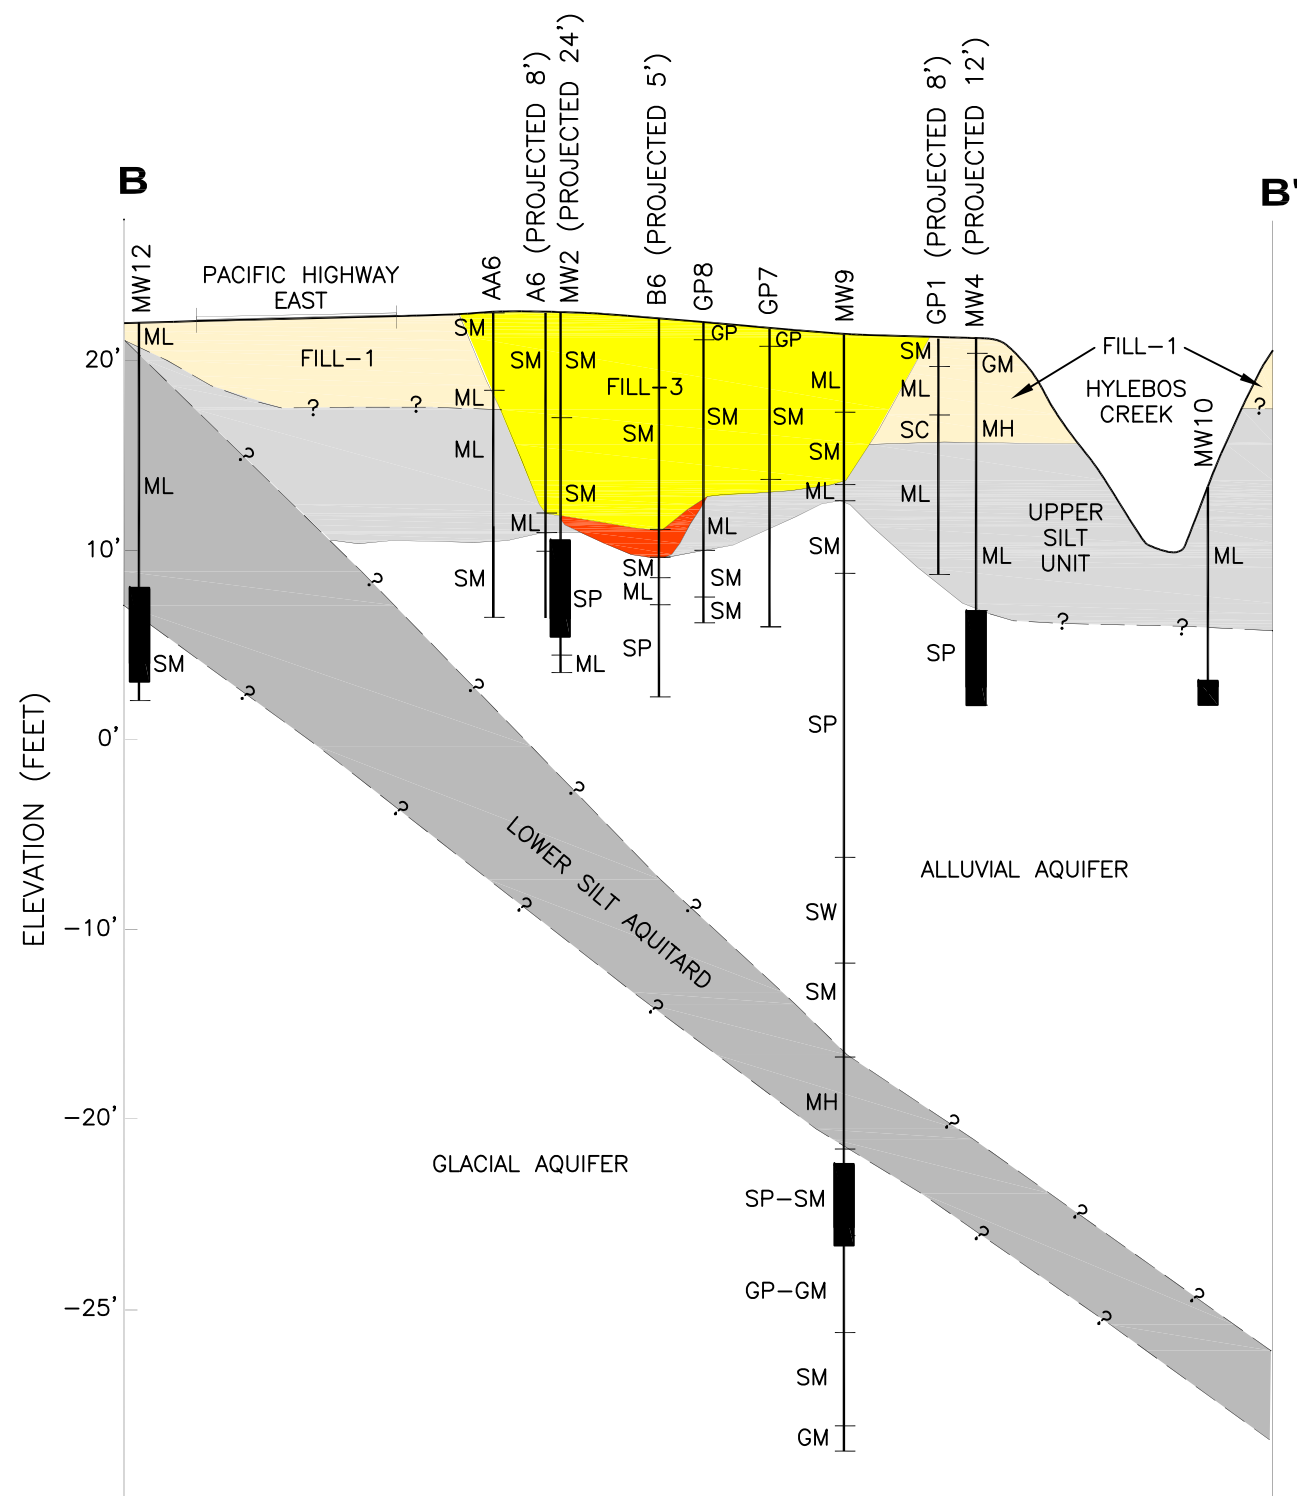 A6 (PROJECTED 8')
MW2 (PROJECTED 24')
B6 (PROJECTED 5')
GP1 (PROJECTED 8')
MW4 (PROJECTED 12')
B
B'
MW12
PACIFIC HIGHWAY
EAST
AA6
GP8
GP7
MW9
ML
SM
GP
GP
SM
FILL-1
20'
FILL-1
SM
SM
GM
FILL-3
ML
ML
HYLEBOS
CREEK
ML
?
?
?
SM
SM
SM
SC
MH
MW10
ML
SM
?
ML
SM
ML
ML
UPPER
SILT
UNIT
ML
ML
10'
SM
ML
ML
?
SM
SM
SM
ML
SP
SM
?
?
SP
SP
SM
ML
?
?
0'
SP
?
?
ELEVATION (FEET)
LOWER SILT AQUITARD
ALLUVIAL AQUIFER
?
?
SW
-10'
SM
?
MH
-20'
?
GLACIAL AQUIFER
SP-SM
?
?
GP-GM
?
-25'
?
SM
GM